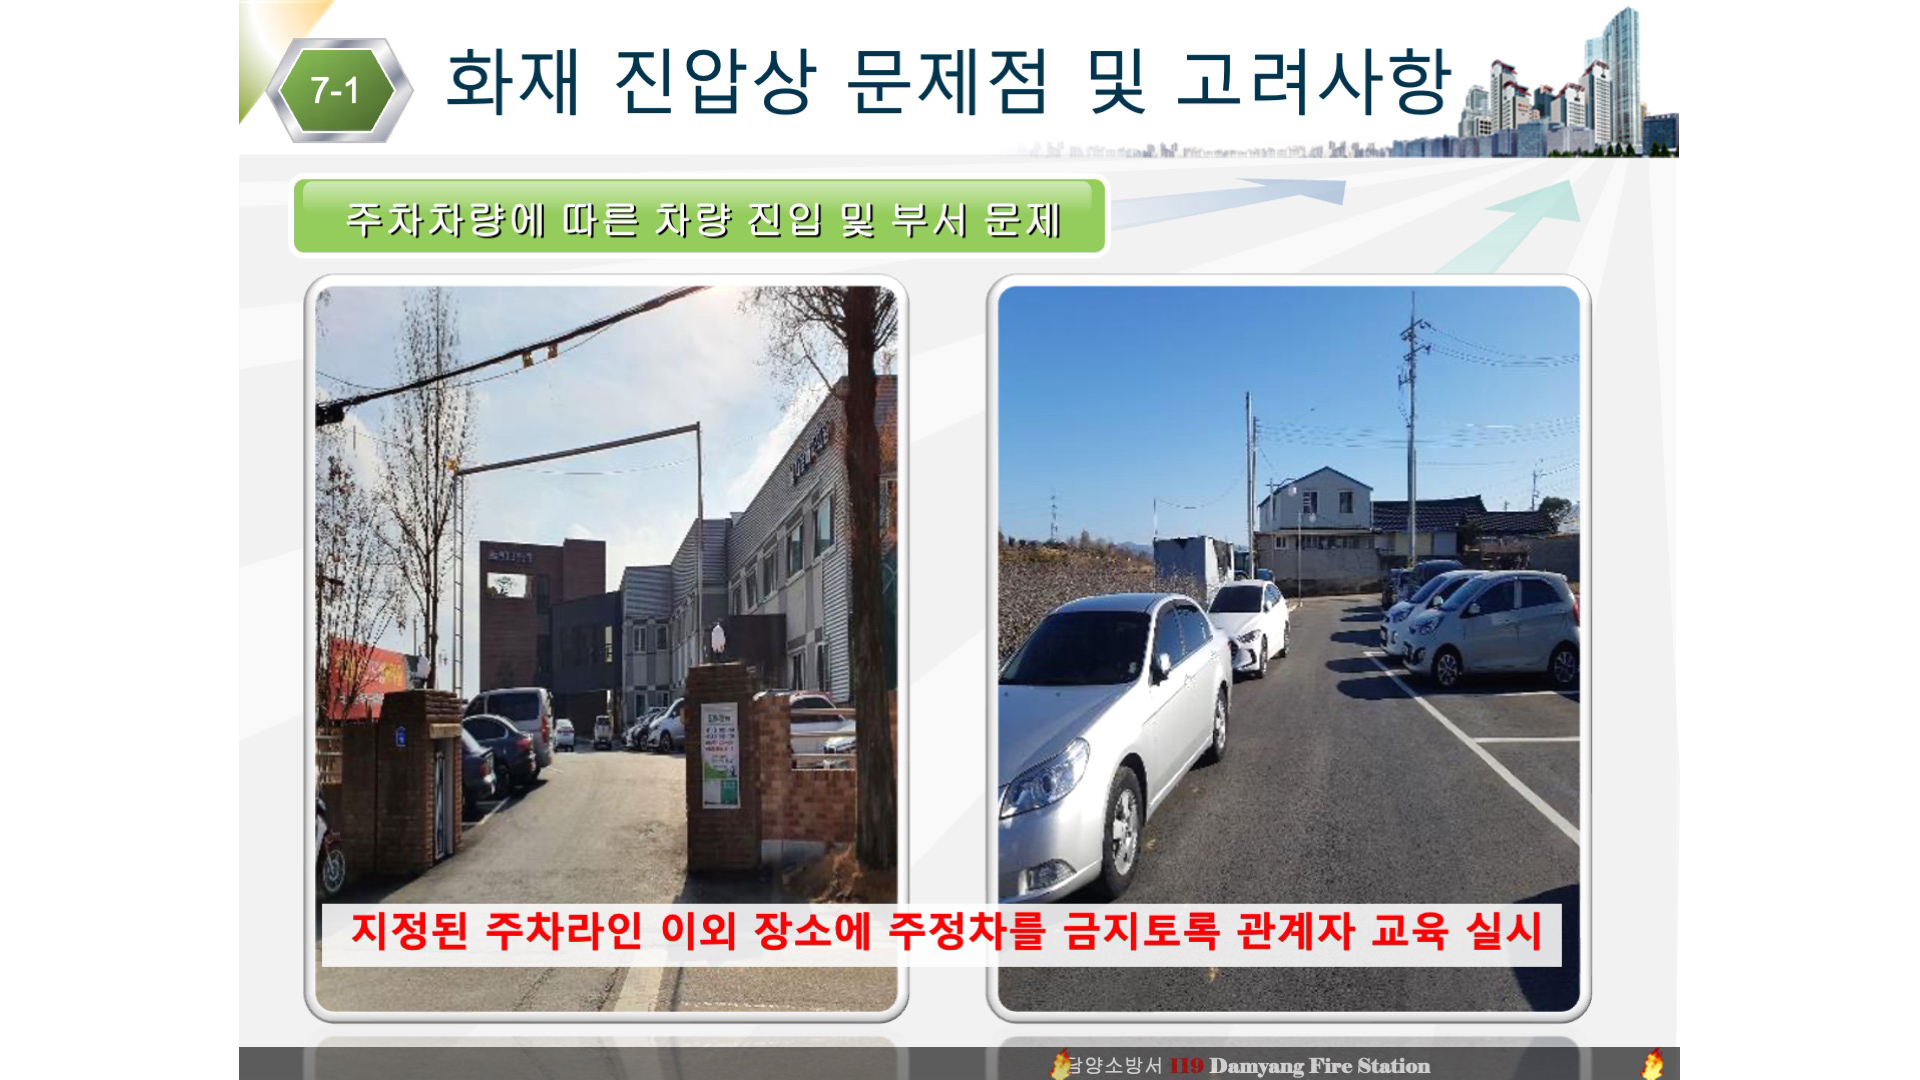 7-1
화재 진압상 문제점 및 고려사항
주차차량에 따른 차량 진입 및 부서 문제
지정된 주차라인 이외 장소에 주정차를 금지토록 관계자 교육 실시
담양소방서 119 Damyang Fire Station